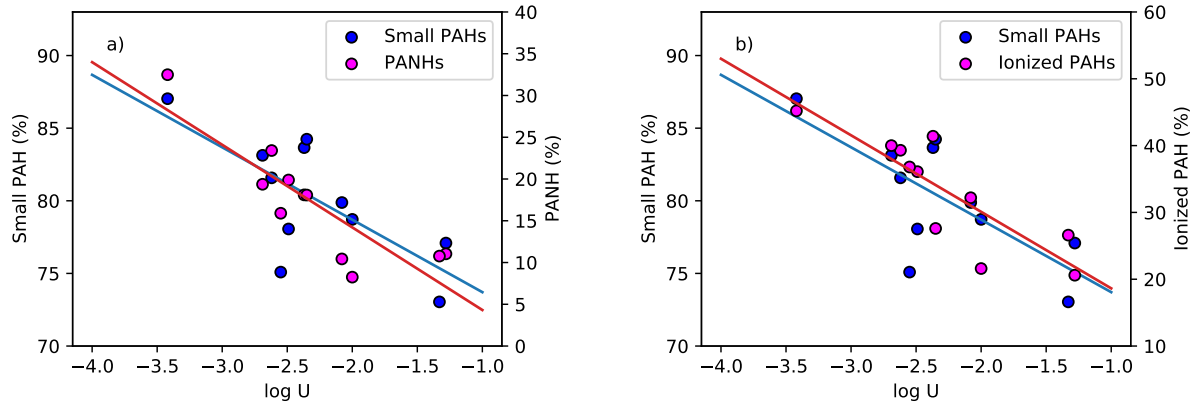 a)
Small PAHs
PANHs
90
85
80
75
70
Small PAH (%)
40
35
30
25
20
15
10
5
0
PANH (%)
−4.0 −3.5 −3.0 −2.5 −2.0 −1.5 −1.0
log U
b)
Small PAHs
Ionized PAHs
90
85
80
75
70
Small PAH (%)
60
50
40
30
20
10
Ionized PAH (%)
−4.0 −3.5 −3.0 −2.5 −2.0 −1.5 −1.0
log U